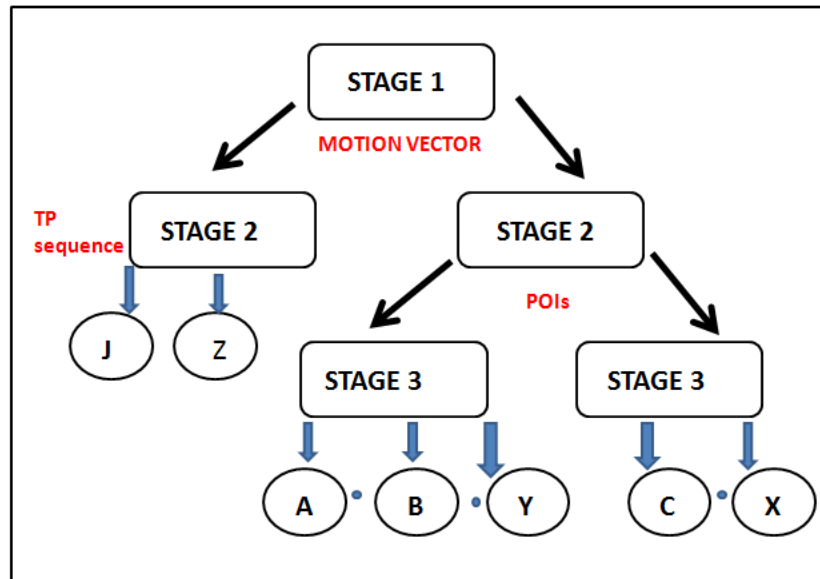 STAGE 1
MOTION VECTOR
TP
sequence
STAGE 2
STAGE 2
POIs
J
Z
STAGE 3
STAGE 3
A
B
Y
C
X